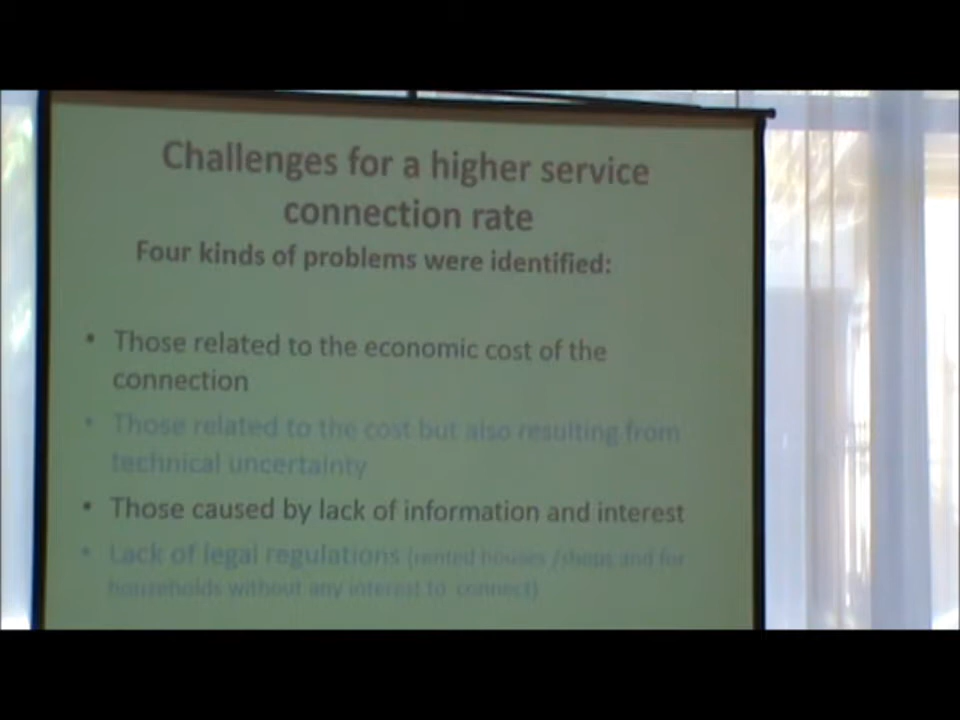 Challenges for a higher service
connection rate
Four kinds of problems were identified:
• Those related to the economic cost of the
connection
• Those related to the cost but also resulting from
technical uncertainty
• Those caused by lack of information and interest
• Lack of legal regulations (rented houses /shops and for
households without any interest to connect)